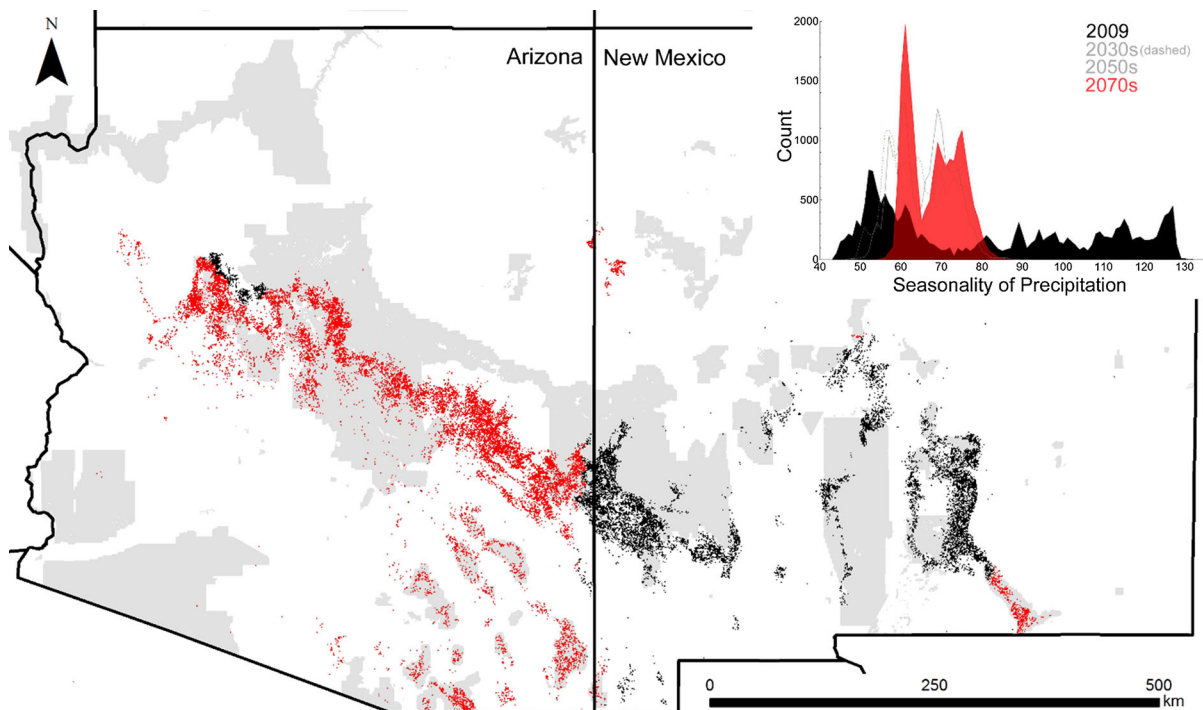 N
Arizona New Mexico
2000
1500
1000
500
0
Count
40 50 60 70 80 90 100 110 120 130
Seasonality of Precipitation
2009
2030s (dashed)
2050s
2070s
0 250 500
km